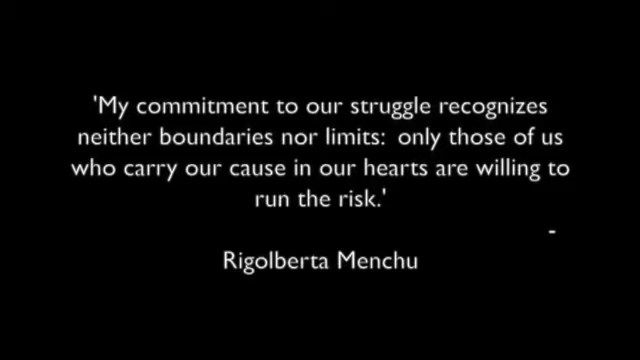 'My commitment to our struggle recognizes
neither boundaries nor limits:  only those of us
who carry our cause in our hearts are willing to
run the risk.'
-
Rigolberta Menchu